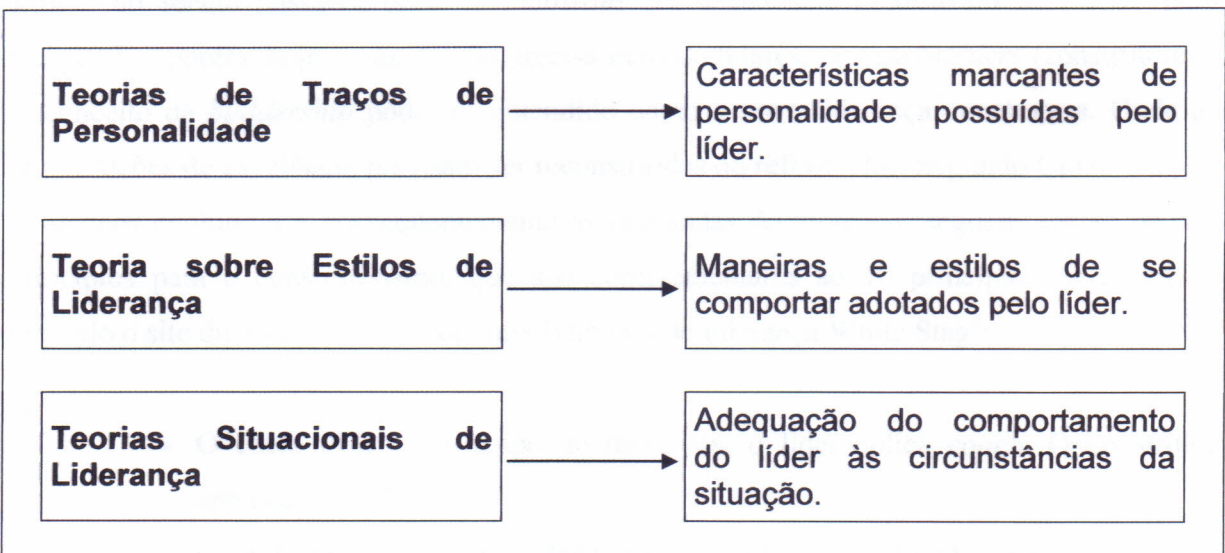 Teorias de Traços de
Personalidade
Características marcantes de
personalidade possuídas pelo
líder.
Teoria sobre Estilos de
Liderança
Maneiras e estilos de se
comportar adotados pelo líder.
Teorias Situacionais de
Liderança
Adequação do comportamento
do líder às circunstâncias da
situação.